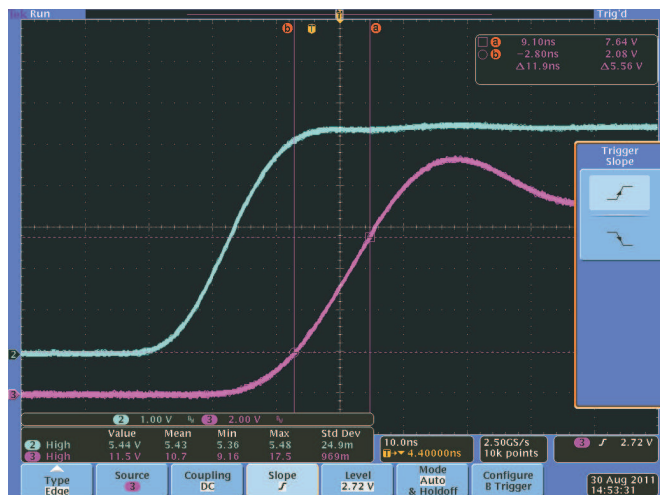 Run
Trig'd
b
T
T
a
a 9.10ns 7.64 V
b -2.80ns 2.08 V
Δ11.9ns Δ5.56 V
Trigger
Slope
2
3
2 1.00 V 3 2.00 V
Value Mean Min Max Std Dev
2 High 5.44 V 5.43 5.36 5.48 24.9m
3 High 11.5 V 10.7 9.16 17.5 969m
10.0ns
T→▾ 4.40000ns
2.50GS/s
10k points
3 2.72 V
Type
Edge
Source
3
Coupling
DC
Slope
Level
2.72 V
Mode
Auto
& Holdoff
Configure
B Trigger
30 Aug 2011
14:53:31